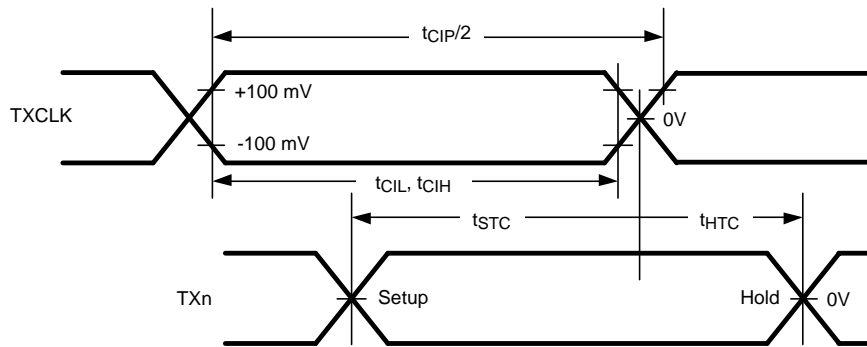 tCIP/2
TXCLK
+100 mV
-100 mV
0V
tCIL, tCIH
tSTC
tHTC
TXn
Setup
Hold
0V